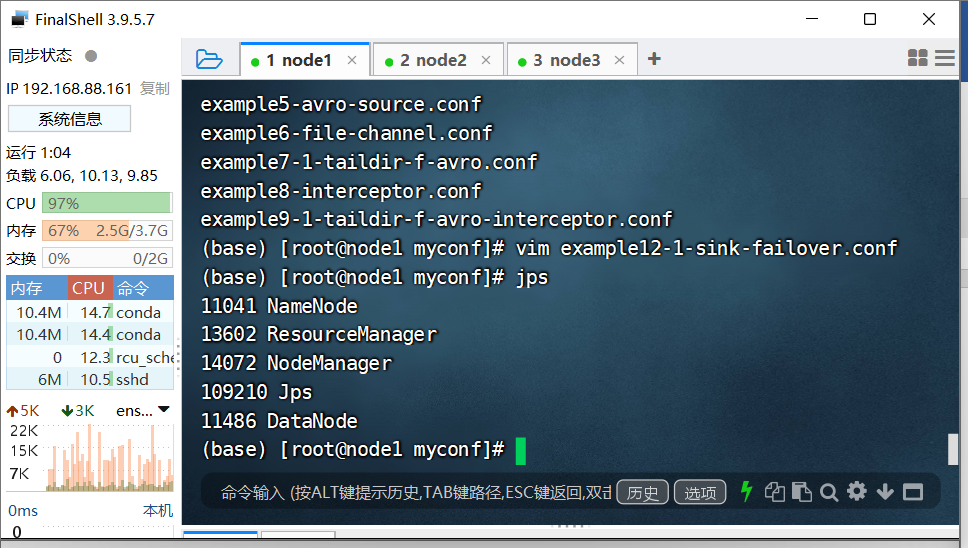 FinalShell 3.9.5.7
同步状态
IP 192.168.88.161 复制
系统信息
运行 1:04
负载 6.06, 10.13, 9.85
CPU 97%
内存 67% 2.5G/3.7G
交换 0% 0/2G
内存 CPU 命令
10.4M 14.7 conda
10.4M 14.4 conda
0 12.3 rcu_sche
6M 10.5 sshd
5K 3K ens...
22K
15K
7K
0ms 本机
0
1 node1
2 node2
3 node3
example5-avro-source.conf
example6-file-channel.conf
example7-1-taildir-f-avro.conf
example8-interceptor.conf
example9-1-taildir-f-avro-interceptor.conf
(base) [root@node1 myconf]# vim example12-1-sink-failover.conf
(base) [root@node1 myconf]# jps
11041 NameNode
13602 ResourceManager
14072 NodeManager
109210 Jps
11486 DataNode
(base) [root@node1 myconf]#
命令输入 (按ALT键提示历史,TAB键路径,ESC键返回,双击 历史 选项